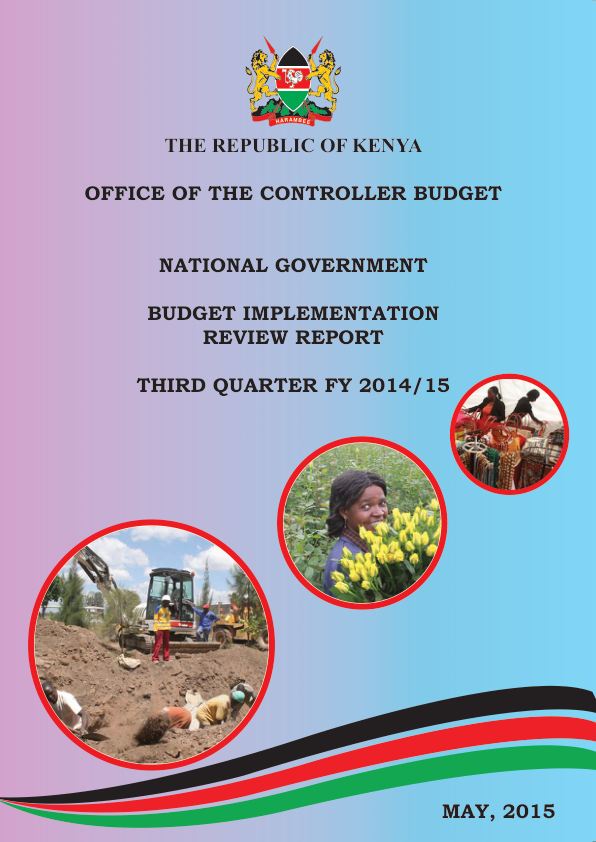 HARAMBEE
THE REPUBLIC OF KENYA
OFFICE OF THE CONTROLLER BUDGET
NATIONAL GOVERNMENT
BUDGET IMPLEMENTATION
REVIEW REPORT
THIRD QUARTER FY 2014/15
MAY, 2015